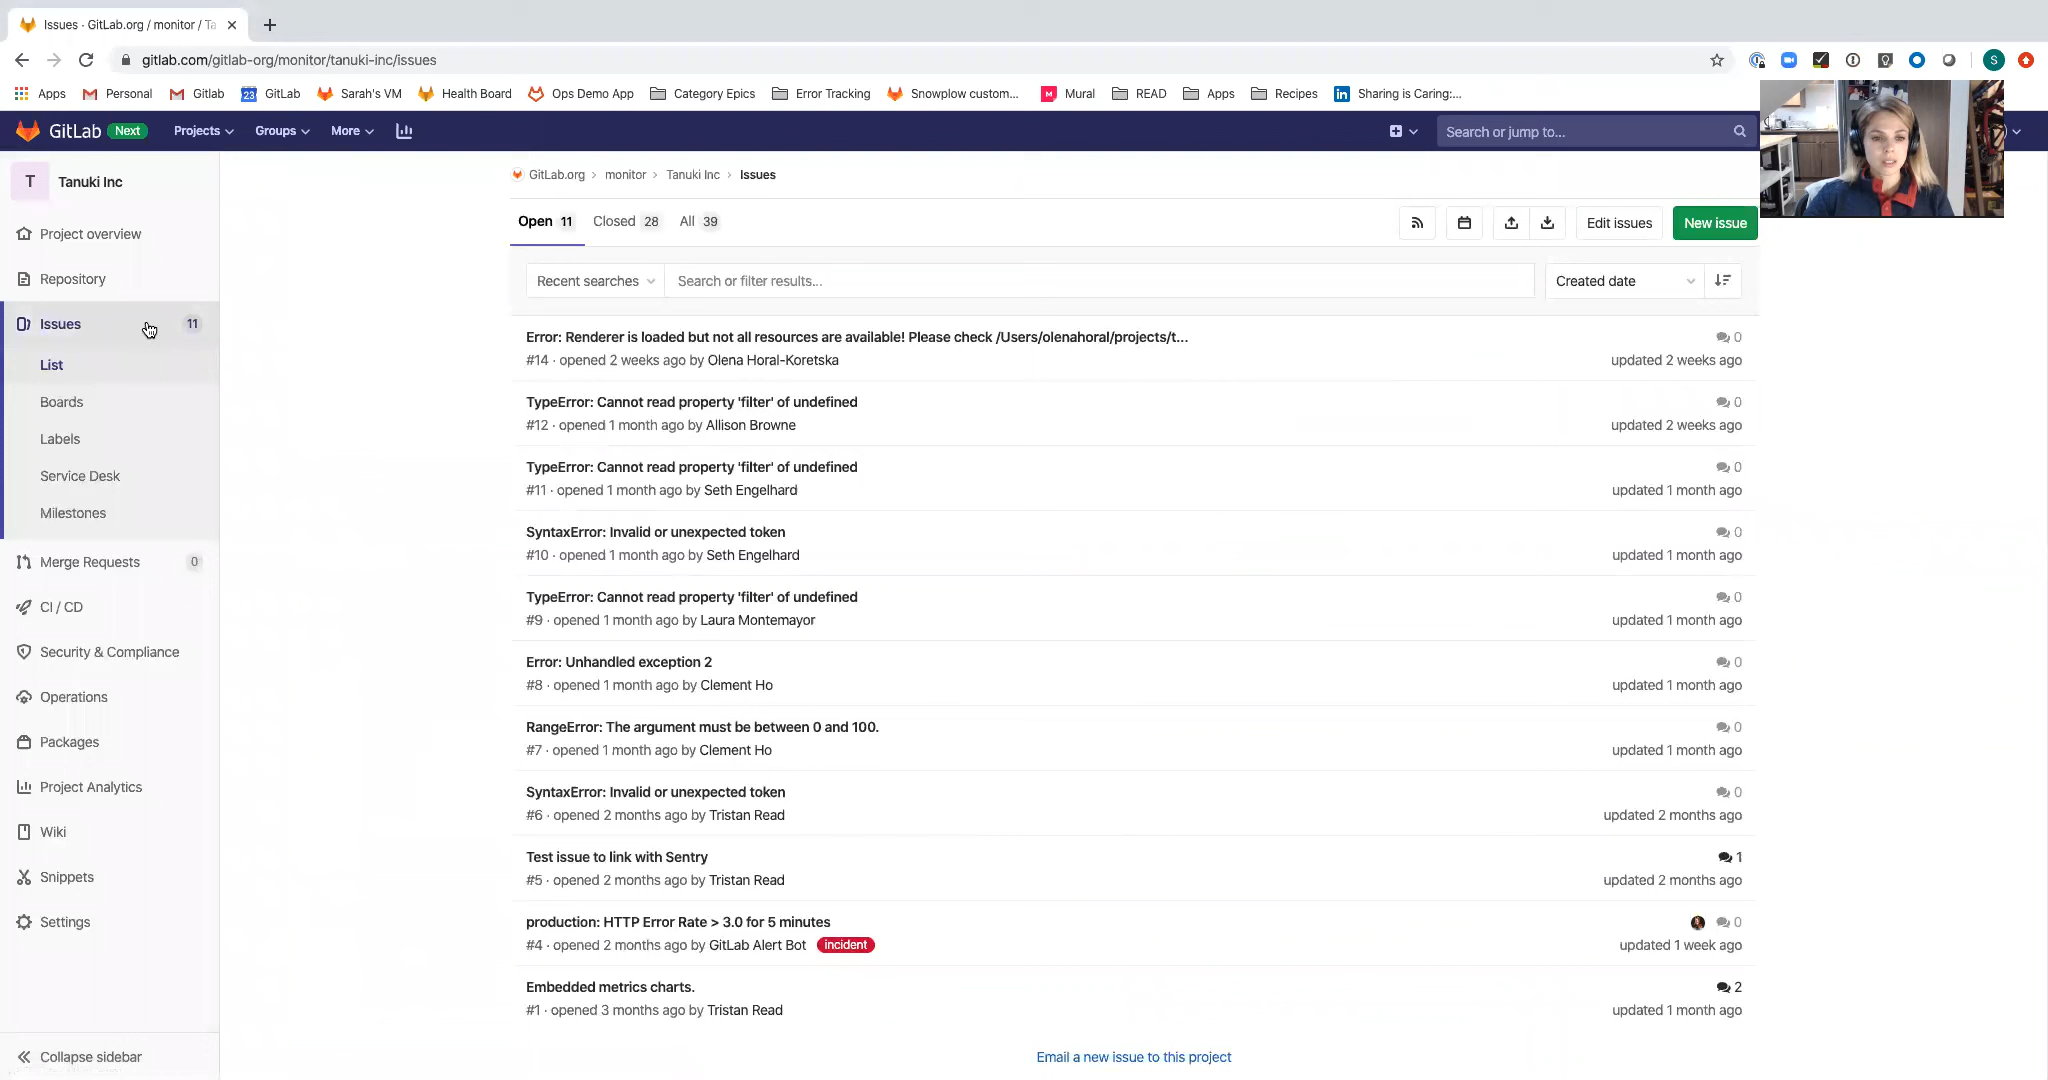 Issues · GitLab.org / monitor / Ta
gitlab.com/gitlab-org/monitor/tanuki-inc/issues
Apps
Personal
Gitlab
23
GitLab
Sarah's VM
Health Board
Ops Demo App
Category Epics
Error Tracking
Snowplow custom...
Mural
READ
Apps
Recipes
Sharing is Caring:...
S
GitLab Next
Projects
Groups
More
Search or jump to...
T
Tanuki Inc
Project overview
Repository
Issues 11
List
Boards
Labels
Service Desk
Milestones
Merge Requests 0
CI / CD
Security & Compliance
Operations
Packages
Project Analytics
Wiki
Snippets
Settings
Collapse sidebar
GitLab.org > monitor > Tanuki Inc > Issues
Open 11
Closed 28
All 39
Edit issues
New issue
Recent searches
Search or filter results...
Created date
Error: Renderer is loaded but not all resources are available! Please check /Users/olenahoral/projects/t...
0
#14 · opened 2 weeks ago by Olena Horal-Koretska
updated 2 weeks ago
TypeError: Cannot read property 'filter' of undefined
0
#12 · opened 1 month ago by Allison Browne
updated 2 weeks ago
TypeError: Cannot read property 'filter' of undefined
0
#11 · opened 1 month ago by Seth Engelhard
updated 1 month ago
SyntaxError: Invalid or unexpected token
0
#10 · opened 1 month ago by Seth Engelhard
updated 1 month ago
TypeError: Cannot read property 'filter' of undefined
0
#9 · opened 1 month ago by Laura Montemayor
updated 1 month ago
Error: Unhandled exception 2
0
#8 · opened 1 month ago by Clement Ho
updated 1 month ago
RangeError: The argument must be between 0 and 100.
0
#7 · opened 1 month ago by Clement Ho
updated 1 month ago
SyntaxError: Invalid or unexpected token
0
#6 · opened 2 months ago by Tristan Read
updated 2 months ago
Test issue to link with Sentry
1
#5 · opened 2 months ago by Tristan Read
updated 2 months ago
production: HTTP Error Rate > 3.0 for 5 minutes
0
#4 · opened 2 months ago by GitLab Alert Bot incident
updated 1 week ago
Embedded metrics charts.
2
#1 · opened 3 months ago by Tristan Read
updated 1 month ago
Email a new issue to this project